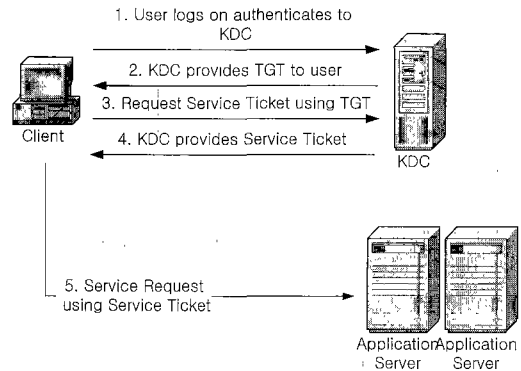 1. User logs on authenticates to
KDC
2. KDC provides TGT to user
3. Request Service Ticket using TGT
4. KDC provides Service Ticket
Client
KDC
5. Service Request
using Service Ticket
Application Application
Server Server